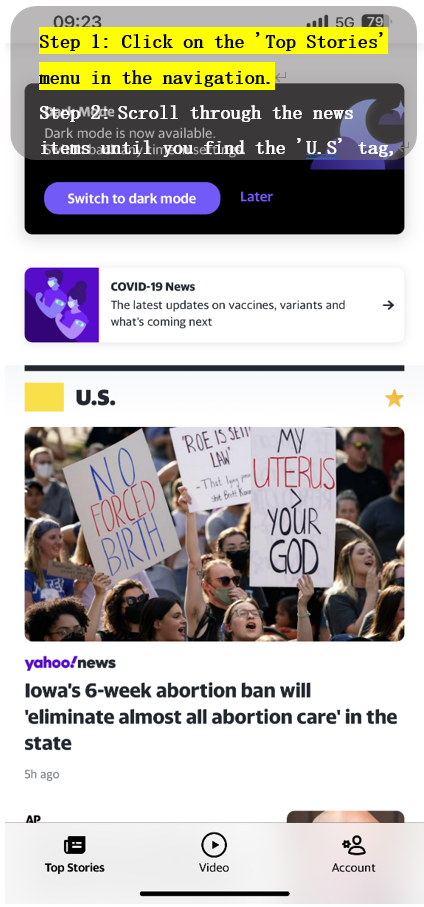 09:23
5G 79
Step 1: Click on the 'Top Stories'
menu in the navigation.
Step 2: Scroll through the news
items until you find the 'U.S' tag,
Dark Mode
Dark mode is now available.
Switch to dark mode
Later
COVID-19 News
The latest updates on vaccines, variants and
what's coming next
U.S.
NO
FORCED
BIRTH
"ROE IS SETTL
LAW"
MY
UTERUS
>
YOUR
GOD
yahoo!news
Iowa's 6-week abortion ban will
'eliminate almost all abortion care' in the
state
5h ago
AP
Top Stories
Video
Account